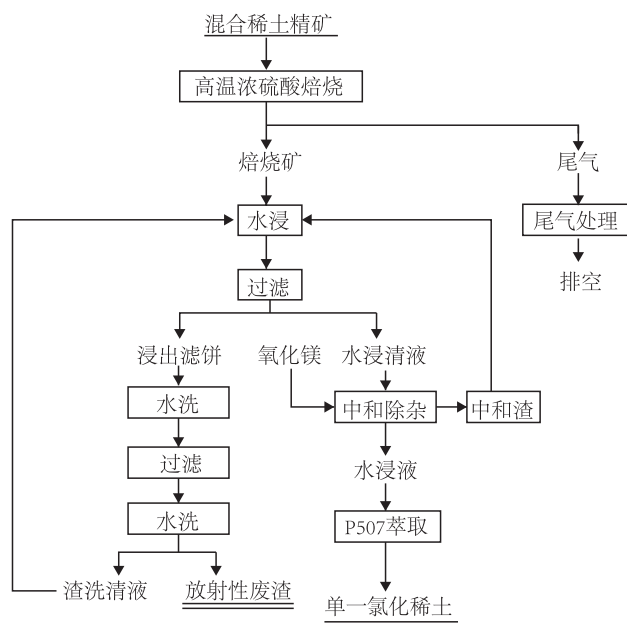 混合稀土精矿
高温浓硫酸焙烧
焙烧矿
尾气
水浸
尾气处理
过滤
排空
浸出滤饼
氧化镁
水浸清液
水洗
中和除杂
中和渣
过滤
水浸液
水洗
P507萃取
渣洗清液
放射性废渣
单一氯化稀土